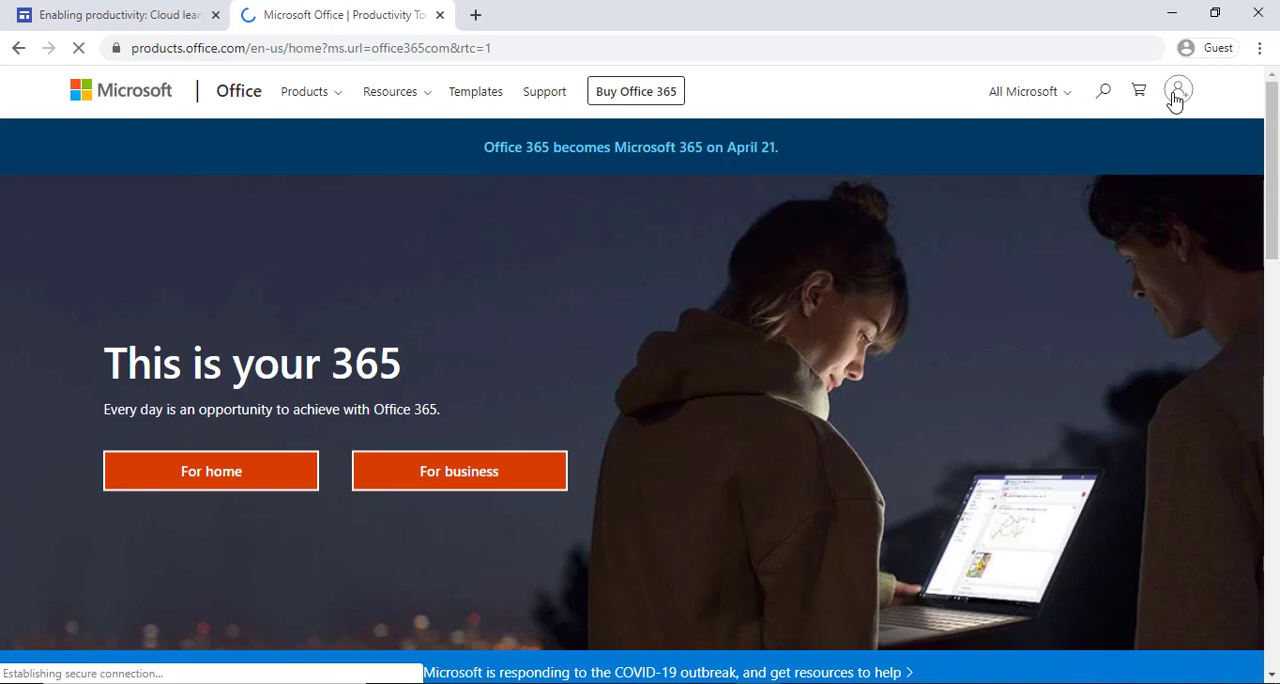 Enabling productivity: Cloud lear
Microsoft Office | Productivity To
products.office.com/en-us/home?ms.url=office365com&rtc=1
Guest
Microsoft
Office
Products
Resources
Templates
Support
Buy Office 365
All Microsoft
Office 365 becomes Microsoft 365 on April 21.
This is your 365
Every day is an opportunity to achieve with Office 365.
For home
For business
Microsoft is responding to the COVID-19 outbreak, and get resources to help >
Establishing secure connection...